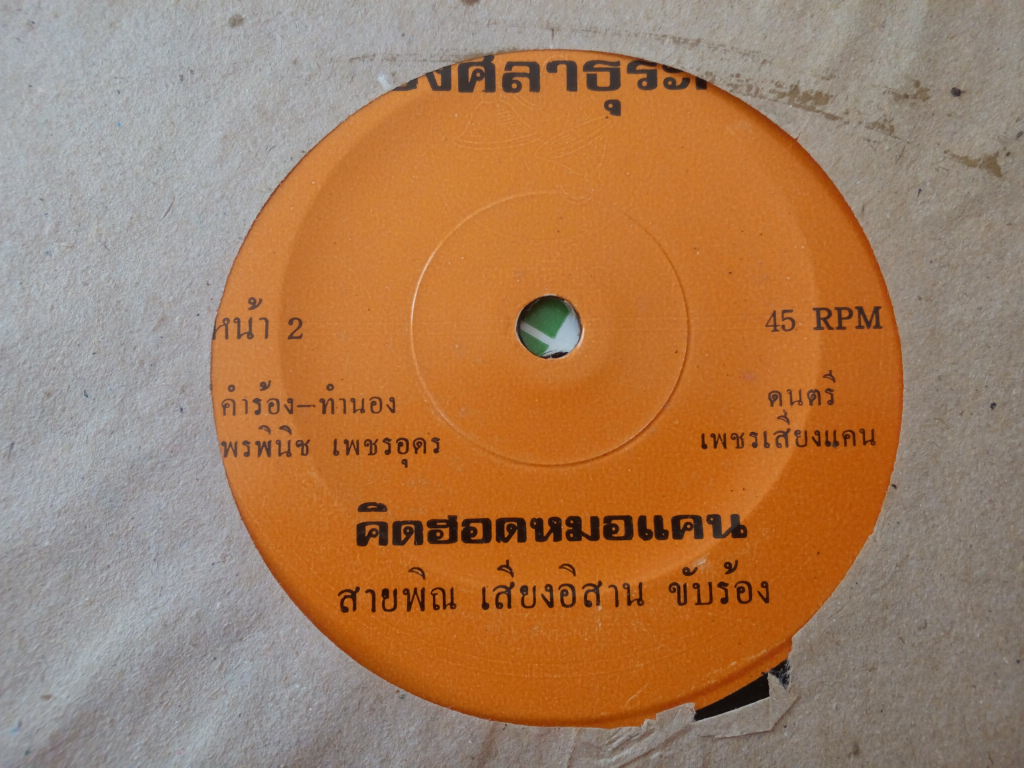 หน้า 2
45 RPM
คำร้อง—ทำนอง
พรพินิช เพชรอุดร
ดนตรี
เพชรเสียงแคน
คิดฮอดหมอแคน
สายพิณ เสียงอิสาน ขับร้อง